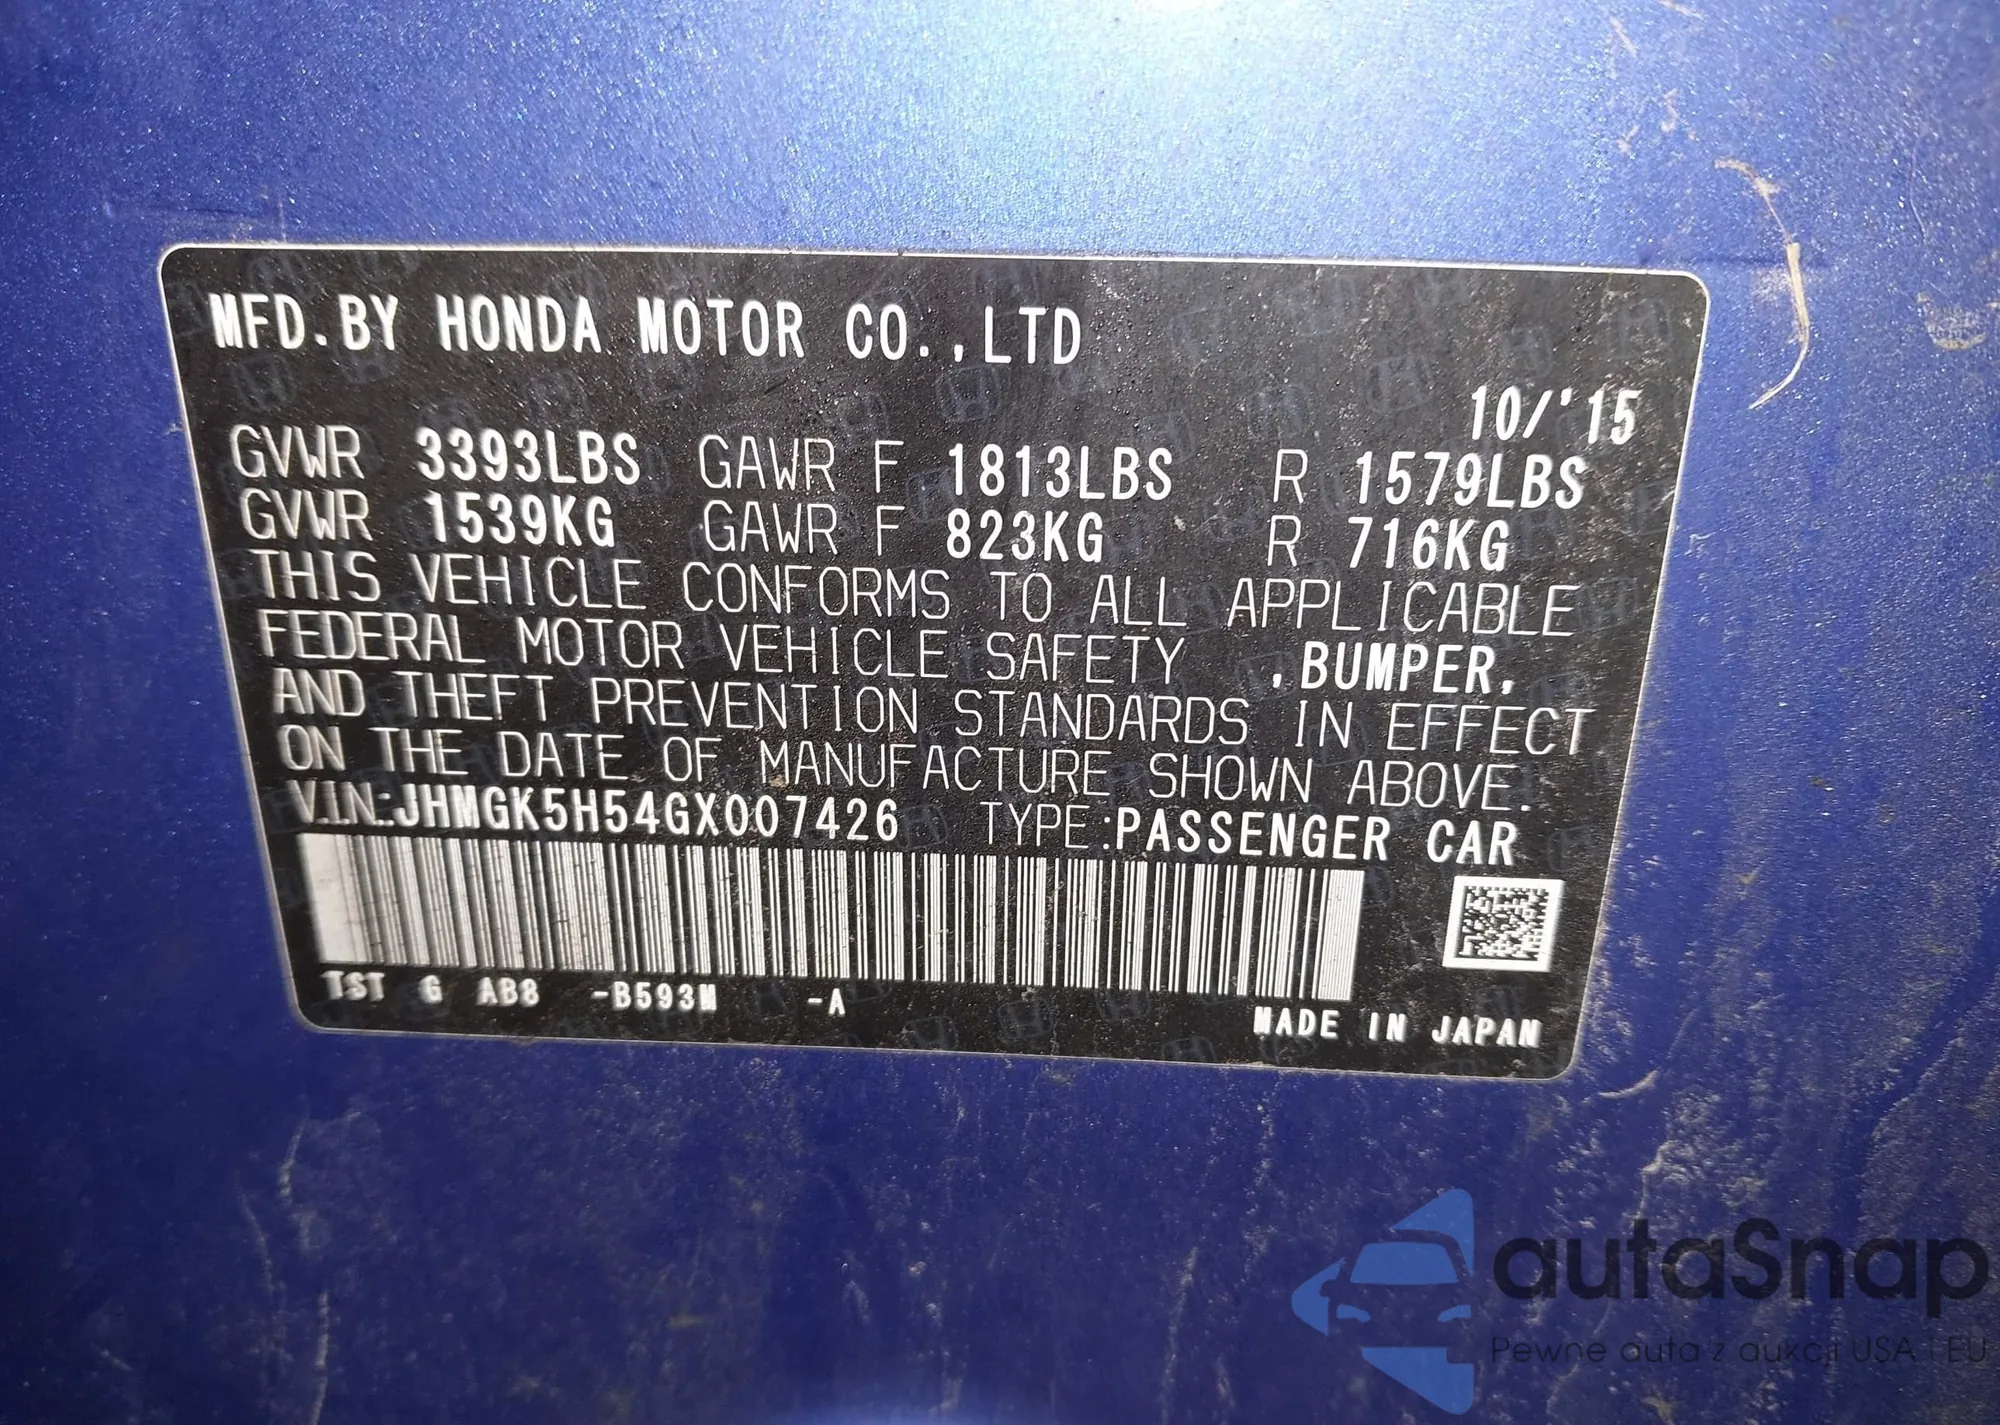 MFD.BY HONDA MOTOR CO.,LTD
10/'15
GVWR 3393LBS GAWR F 1813LBS R 1579LBS
GVWR 1539KG GAWR F 823KG R 716KG
THIS VEHICLE CONFORMS TO ALL APPLICABLE
FEDERAL MOTOR VEHICLE SAFETY ,BUMPER,
AND THEFT PREVENTION STANDARDS IN EFFECT
ON THE DATE OF MANUFACTURE SHOWN ABOVE.
V.I.N.:JHMGK5H54GX007426 TYPE:PASSENGER CAR
TST G AB8 -B593M -A
MADE IN JAPAN
autaSnap
Pewne auta z aukcji USA i EU